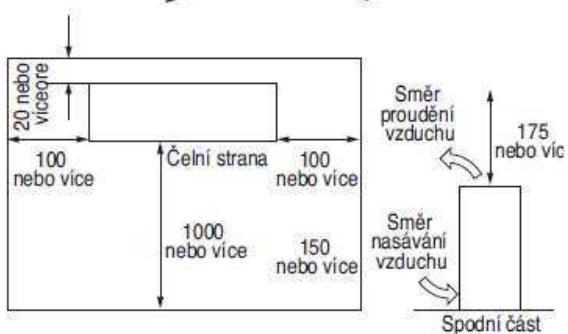 20 nebo
víceore
100
nebo více
Čelní strana
100
nebo více
1000
nebo více
150
nebo více
Směr
proudění
vzduchu
175
nebo víc
Směr
nasávání
vzduchu
Spodní část